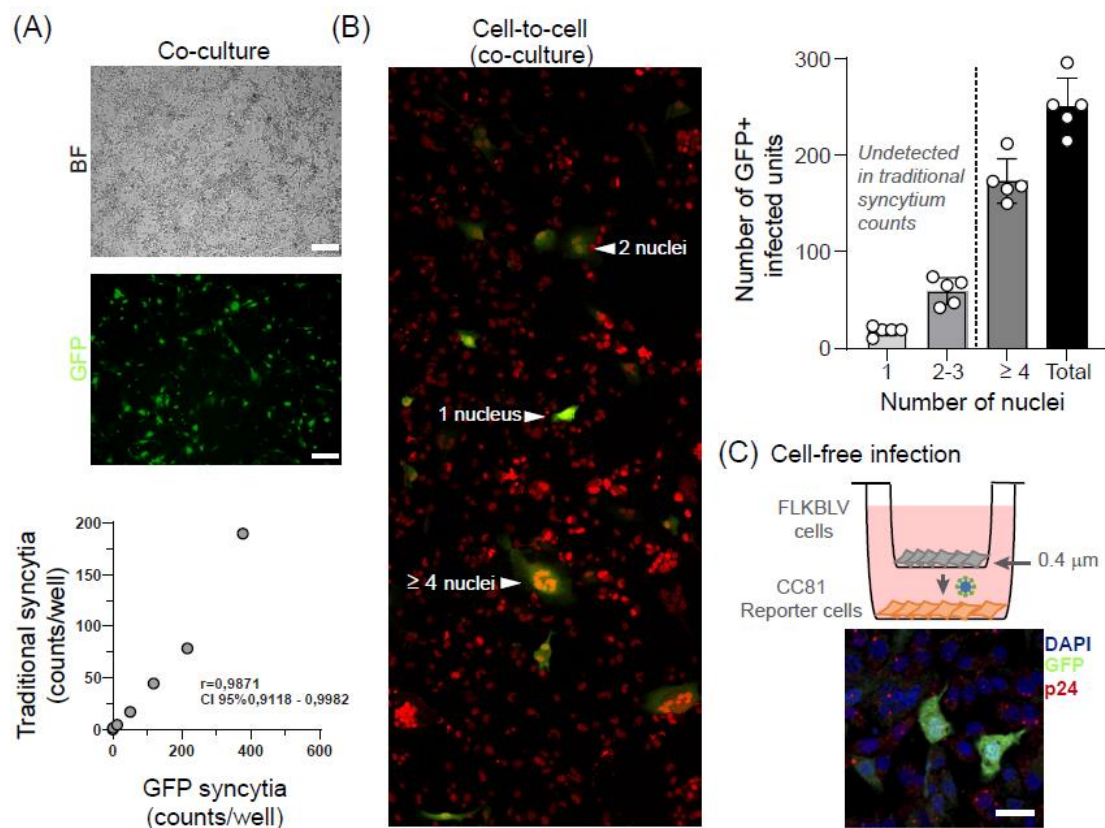 (A)
Co-culture
BF
GFP
200
150
100
50
0
Traditional syncytia
(counts/well)
r=0,9871
CI 95%0,9118 - 0,9982
0 200 400 600
GFP syncytia
(counts/well)
(B)
Cell-to-cell
(co-culture)
2 nuclei
1 nucleus
≥ 4 nuclei
300
200
100
0
Number of GFP+
infected units
Undetected in
traditional
syncytium
counts
1 2-3 ≥ 4 Total
Number of nuclei
(C) Cell-free infection
FLKBLV
cells
0.4 μm
CC81
Reporter cells
DAPI
GFP
p24